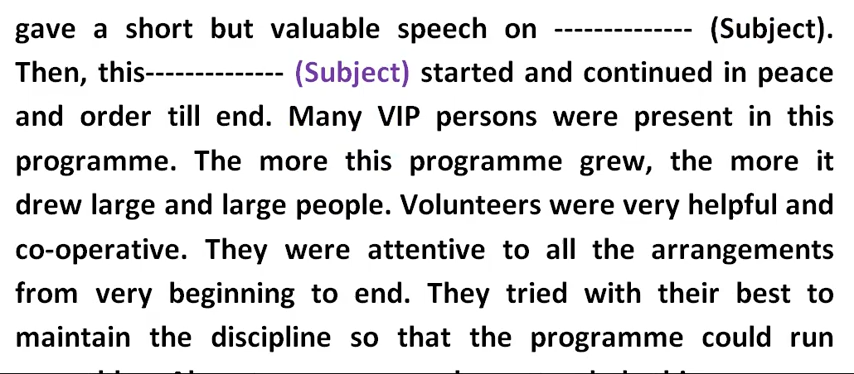 gave a short but valuable speech on -------------- (Subject).
Then, this-------------- (Subject) started and continued in peace
and order till end. Many VIP persons were present in this
programme. The more this programme grew, the more it
drew large and large people. Volunteers were very helpful and
co-operative. They were attentive to all the arrangements
from very beginning to end. They tried with their best to
maintain the discipline so that the programme could run